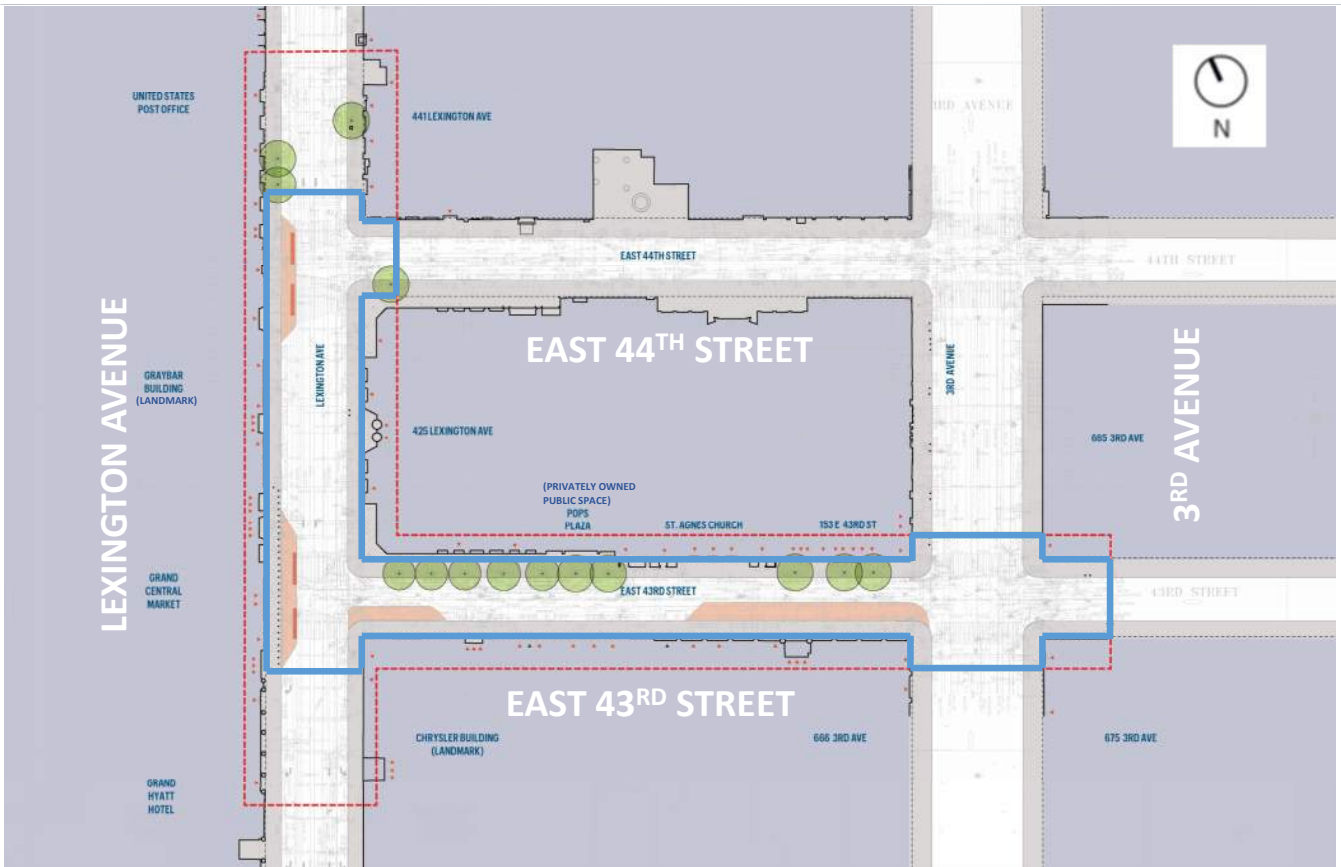 UNITED STATES
POST OFFICE
441 LEXINGTON AVE
3RD AVENUE
N
EAST 44TH STREET
44TH STREET
LEXINGTON AVENUE
LEXINGTON AVE
GRAYBAR
BUILDING
(LANDMARK)
EAST 44TH STREET
425 LEXINGTON AVE
3RD AVENUE
3RD AVENUE
665 3RD AVE
(PRIVATELY OWNED
PUBLIC SPACE)
POPS
PLAZA
ST. AGNES CHURCH
153 E 43RD ST
GRAND
CENTRAL
MARKET
EAST 43RD STREET
43RD STREET
EAST 43RD STREET
CHRYSLER BUILDING
(LANDMARK)
666 3RD AVE
675 3RD AVE
GRAND
HYATT
HOTEL